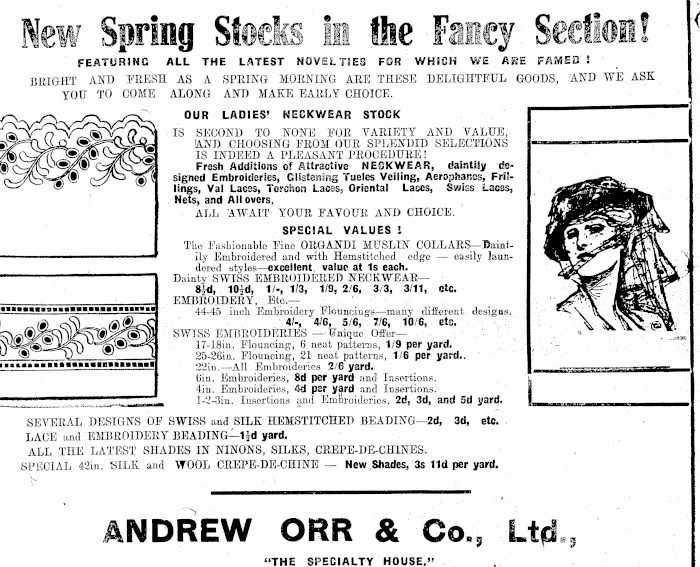 New Spring Stocks in the Fancy Section!
FEATURING ALL THE LATEST NOVELTIES FOR WHICH WE ARE FAMED!
BRIGHT AND FRESH AS A SPRING MORNING ARE THESE DELIGHTFUL GOODS, AND WE ASK
YOU TO COME ALONG AND MAKE EARLY CHOICE.
OUR LADIES' NECKWEAR STOCK
IS SECOND TO NONE FOR VARIETY AND VALUE,
AND CHOOSING FROM OUR SPLENDID SELECTIONS
IS INDEED A PLEASANT PROCEDURE!
Fresh Additions of Attractive NECKWEAR, daintily de-
signed Embroideries, Glistening Tueles Veiling, Aerophanes, Fril-
lings, Val Laces, Torchon Laces, Oriental Laces, Swiss Laces,
Nets, and All overs,
ALL AWAIT YOUR FAVOUR AND CHOICE.
SPECIAL VALUES!
The Fashionable Fine ORGANDI MUSLIN COLLARS—Daint-
ily Embroidered and with Hemstitched edge — easily laun-
dered styles—excellent value at 1s each.
Dainty SWISS EMBROIDERED NECKWEAR—
8½d, 10½d, 1/-, 1/3, 1/9, 2/6, 3/3, 3/11, etc.
EMBROIDERY, Etc.—
44-45 inch Embroidery Flouncings—many different designs.
4/-, 4/6, 5/6, 7/6, 10/6, etc.
SWISS EMBROIDERIES — Unique Offer—
17-18in. Flouncing, 6 neat patterns, 1/9 per yard.
25-26in. Flouncing, 21 neat patterns, 1/6 per yard..
22in.—All Embroideries 2/6 yard.
6in. Embroideries, 8d per yard and Insertions.
4in. Embroideries, 4d per yard and Insertions.
1-2-3in. Insertions and Embroideries, 2d, 3d, and 5d yard.
SEVERAL DESIGNS OF SWISS and SILK HEMSTITCHED BEADING—2d, 3d, etc.
LACE and EMBROIDERY BEADING—1½d yard.
ALL THE LATEST SHADES IN NINONS, SILKS, CREPE-DE-CHINES.
SPECIAL 42in. SILK and WOOL CREPE-DE-CHINE — New Shades, 3s 11d per yard.
ANDREW ORR & Co., Ltd.,
"THE SPECIALTY HOUSE."